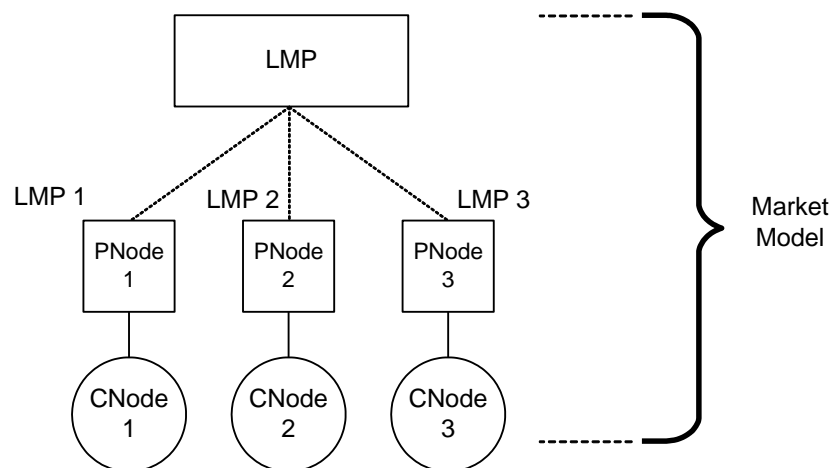 LMP
LMP 1
LMP 2
LMP 3
PNode
1
PNode
2
PNode
3
CNode
1
CNode
2
CNode
3
Market
Model